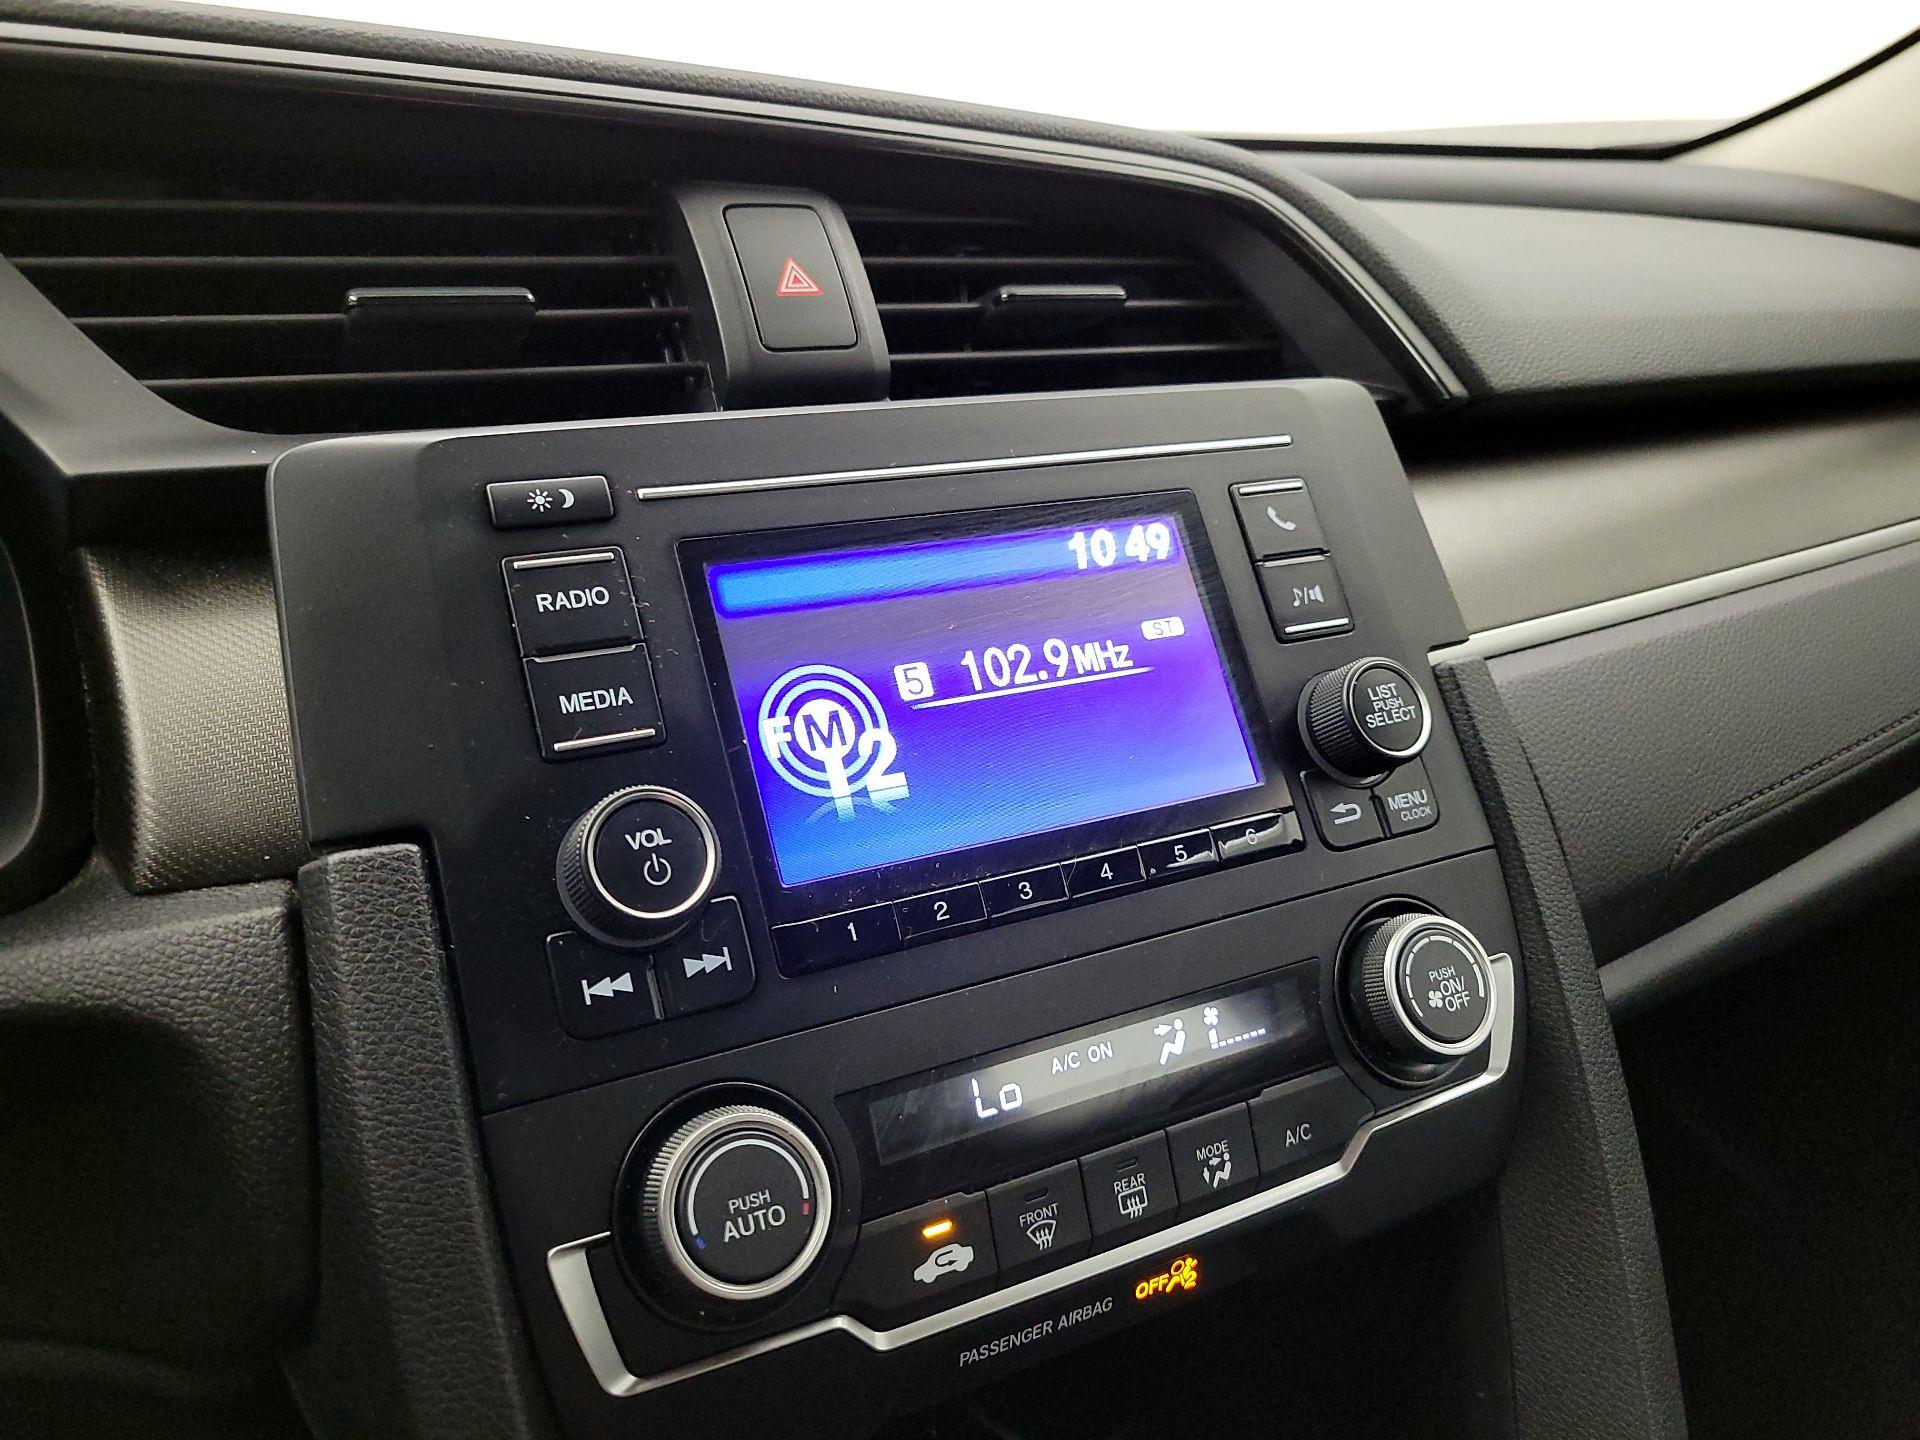 10 49
RADIO
ST
5 102.9MHz
MEDIA
LIST
PUSH
SELECT
VOL
MENU
CLOCK
1 2 3 4 5 6
PUSH
ON/
OFF
A/C ON
Lo
PUSH
AUTO
FRONT
REAR
MODE
A/C
PASSENGER AIRBAG
OFF 2